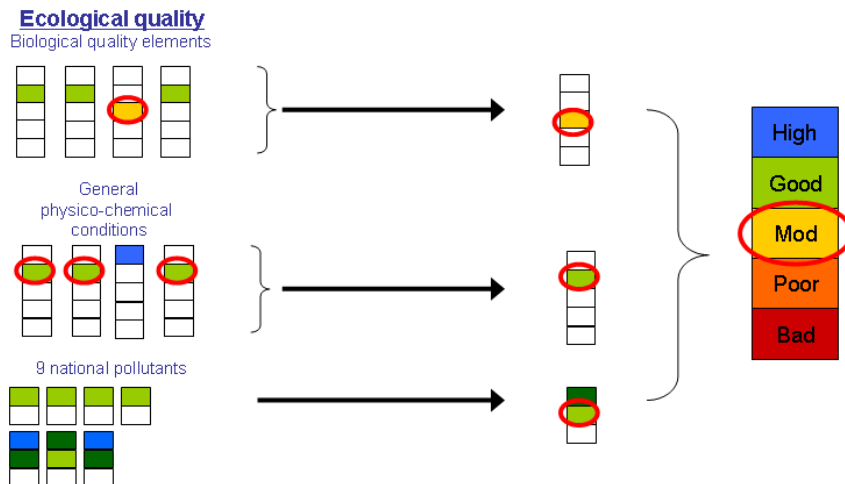 Ecological quality
Biological quality elements
General
physico-chemical
conditions
9 national pollutants
High
Good
Mod
Poor
Bad